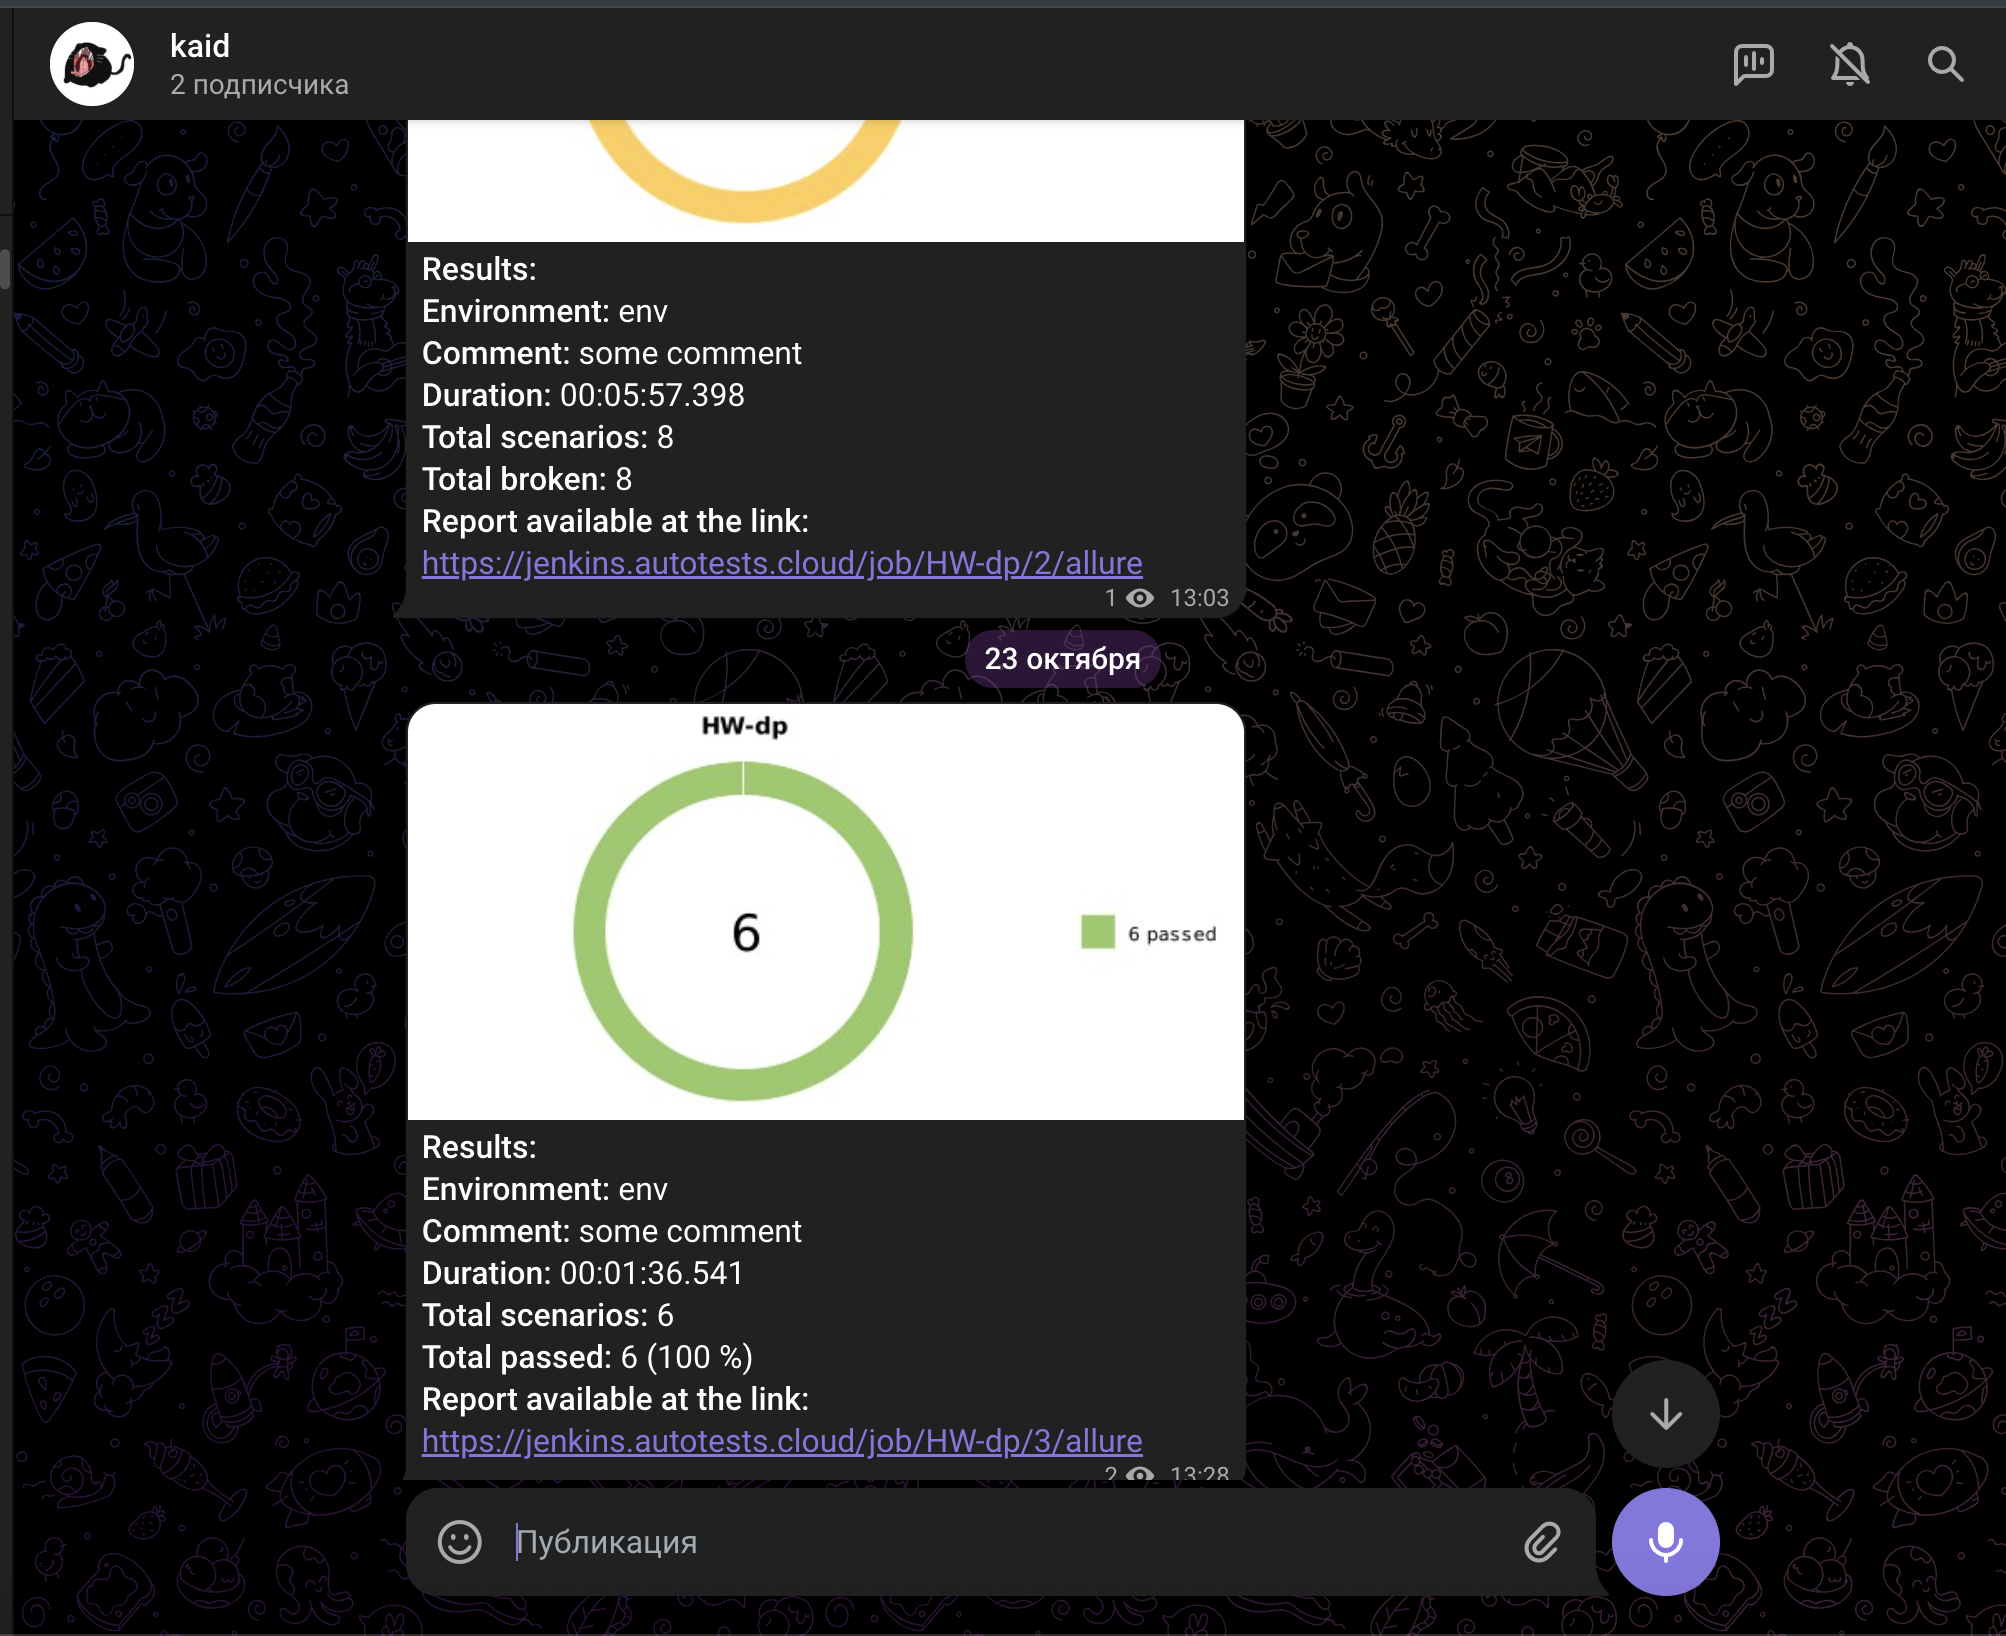 kaid
2 подписчика
Results:
Environment: env
Comment: some comment
Duration: 00:05:57.398
Total scenarios: 8
Total broken: 8
Report available at the link:
https://jenkins.autotests.cloud/job/HW-dp/2/allure
1 13:03
23 октября
HW-dp
6
6 passed
Results:
Environment: env
Comment: some comment
Duration: 00:01:36.541
Total scenarios: 6
Total passed: 6 (100 %)
Report available at the link:
https://jenkins.autotests.cloud/job/HW-dp/3/allure
2 13:28
Публикация